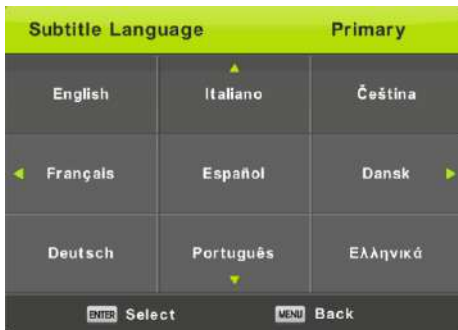 Subtitle Language Primary
English Italiano Čeština
Français Español Dansk
Deutsch Português Ελληνικά
ENTER Select MENU Back